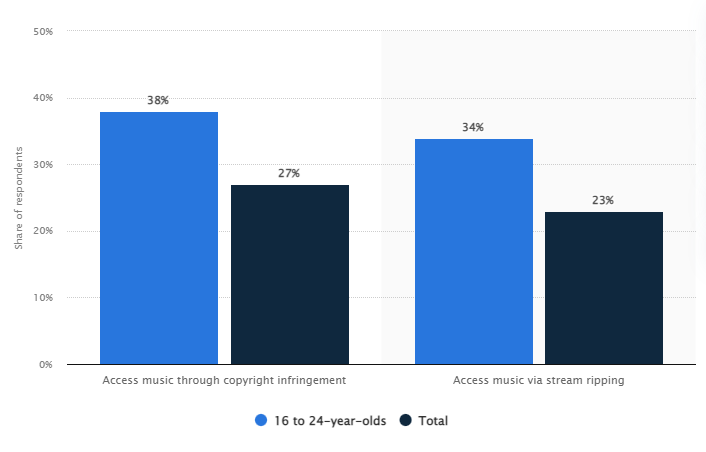 50%
40%
30%
20%
10%
0%
Share of respondents
38%
27%
34%
23%
Access music through copyright infringement
Access music via stream ripping
16 to 24-year-olds
Total